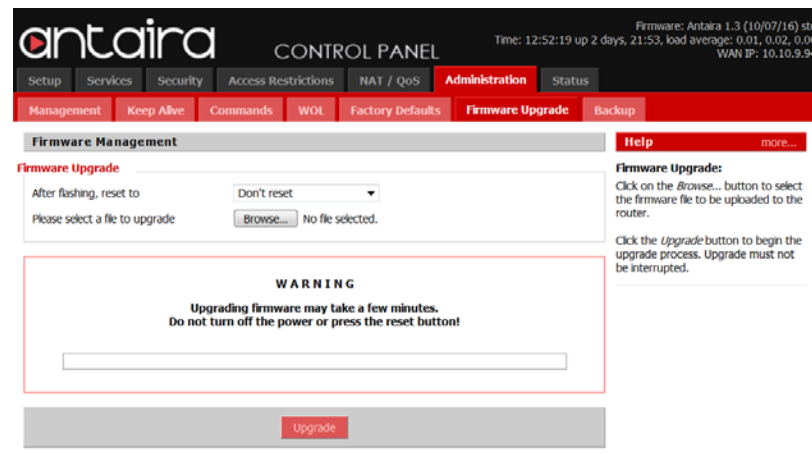 antaira CONTROL PANEL
Firmware: Antaira 1.3 (10/07/16)
Time: 12:52:19 up 2 days, 21:53, load average: 0.01, 0.02,
WAN IP:
Setup Services Security Access Restrictions NAT / QoS Administration Status
Management Keep Alive Commands WOL Factory Defaults Firmware Upgrade Backup
Firmware Management
Firmware Upgrade
After flashing, reset to Don't reset
Please select a file to upgrade Browse... No file selected.
WARNING
Upgrading firmware may take a few minutes.
Do not turn off the power or press the reset button!
Upgrade
Help more...
Firmware Upgrade:
Click on the Browse... button to select
the firmware file to be uploaded to the
router.
Click the Upgrade button to begin the
upgrade process. Upgrade must not
be interrupted.